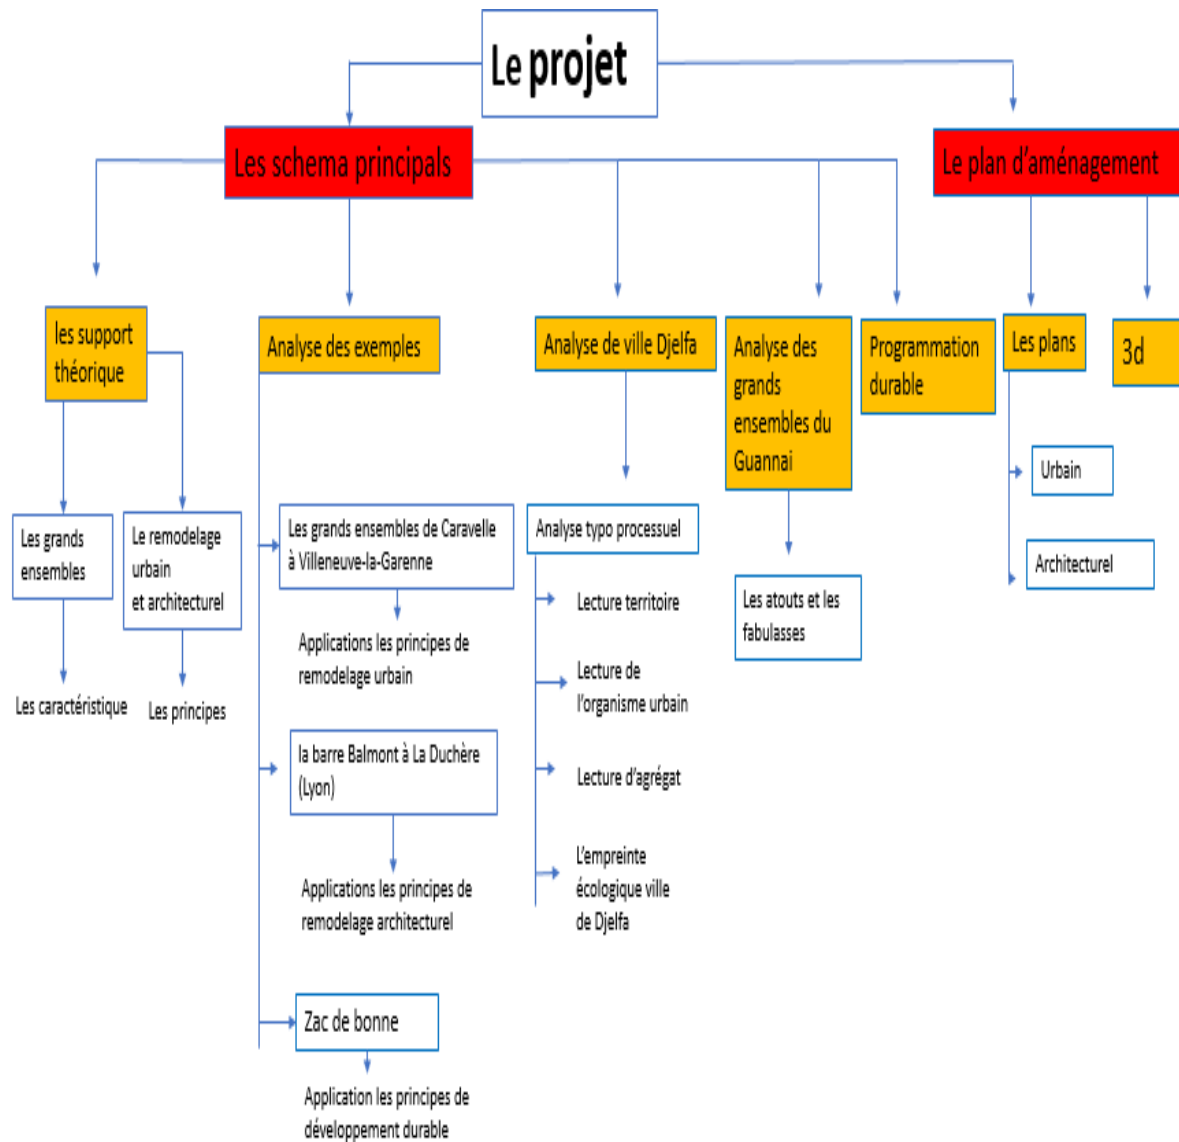 Le projet
Les schema principals
Le plan d'aménagement
les support
théorique
Analyse des exemples
Analyse de ville Djelfa
Analyse des
grands
ensembles du
Guannai
Programmation
durable
Les plans
3d
Les grands
ensembles
Le remodelage
urbain
et architecturel
Les caractéristique
Les principes
Les grands ensembles de Caravelle
à Villeneuve-la-Garenne
Applications les principes de
remodelage urbain
la barre Balmont à La Duchère
(Lyon)
Applications les principes de
remodelage architecturel
Zac de bonne
Application les principes de
développement durable
Analyse typo processuel
Lecture territoire
Lecture de
l'organisme urbain
Lecture d'agrégat
L'empreinte
écologique ville
de Djelfa
Les atouts et les
fabulasses
Urbain
Architecturel